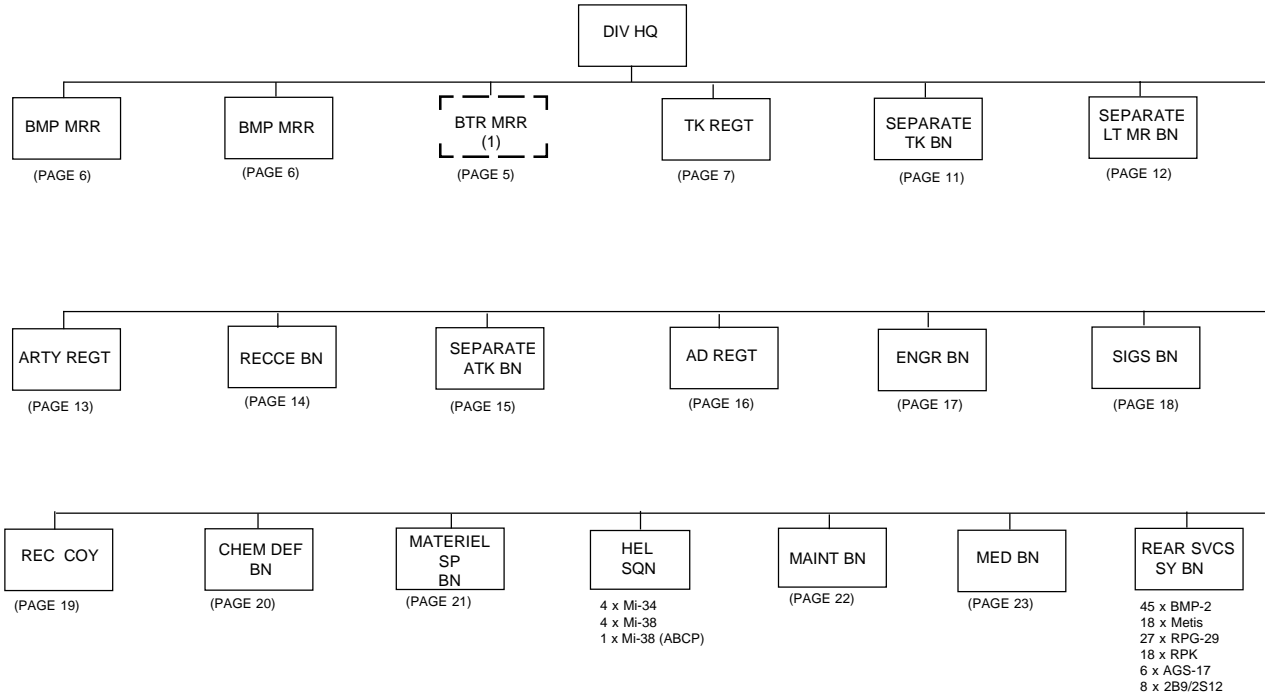 DIV HQ
BMP MRR
(PAGE 6)
BMP MRR
(PAGE 6)
BTR MRR
(1)
(PAGE 5)
TK REGT
(PAGE 7)
SEPARATE
TK BN
(PAGE 11)
SEPARATE
LT MR BN
(PAGE 12)
ARTY REGT
(PAGE 13)
RECCE BN
(PAGE 14)
SEPARATE
ATK BN
(PAGE 15)
AD REGT
(PAGE 16)
ENGR BN
(PAGE 17)
SIGS BN
(PAGE 18)
REC COY
(PAGE 19)
CHEM DEF
BN
(PAGE 20)
MATERIEL
SP
BN
(PAGE 21)
HEL
SQN
4 x Mi-34
4 x Mi-38
1 x Mi-38 (ABCP)
MAINT BN
(PAGE 22)
MED BN
(PAGE 23)
REAR SVCS
SY BN
45 x BMP-2
18 x Metis
27 x RPG-29
18 x RPK
6 x AGS-17
8 x 2B9/2S12